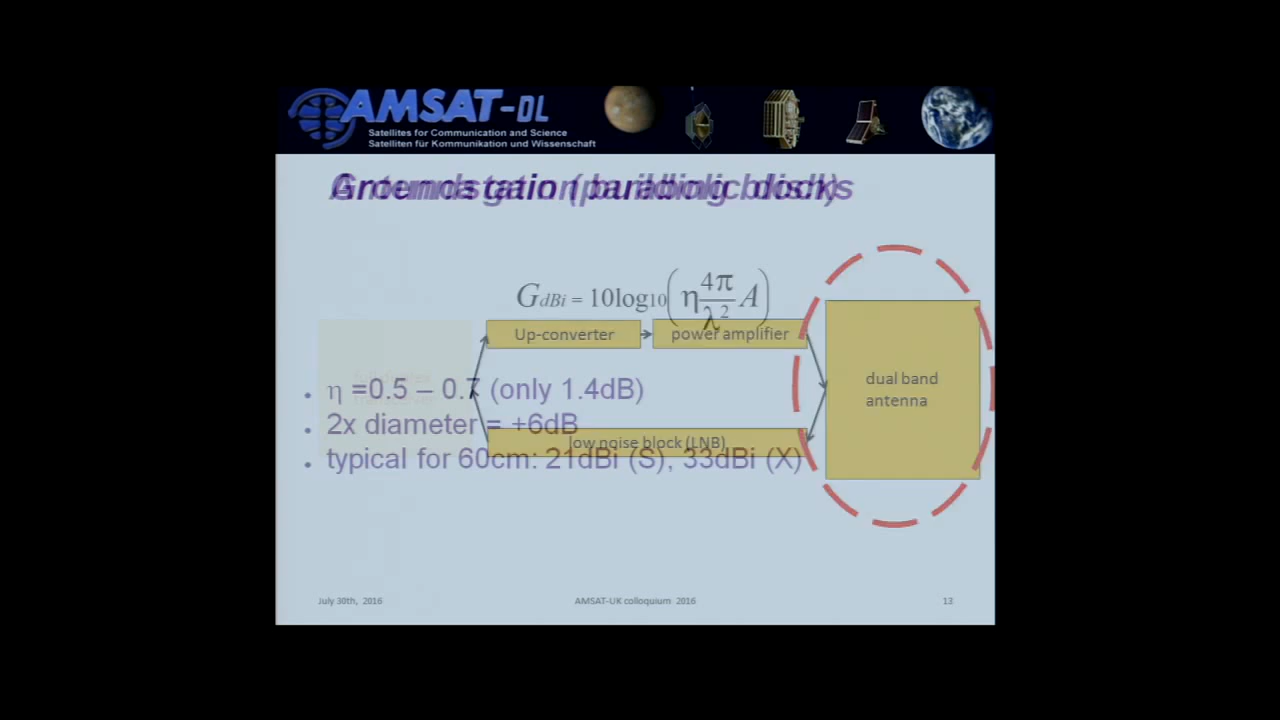 AMSAT-DL
Satellites for Communication and Science
Satelliten für Kommunikation und Wissenschaft
G dBi = 10log10(η 4π/λ² A)
Up-converter
power amplifier
dual band
antenna
• η =0.5 – 0.7 (only 1.4dB)
• 2x diameter = +6dB
low noise block (LNB)
• typical for 60cm: 21dBi (S), 33dBi (X)
July 30th, 2016
AMSAT-UK colloquium 2016
13